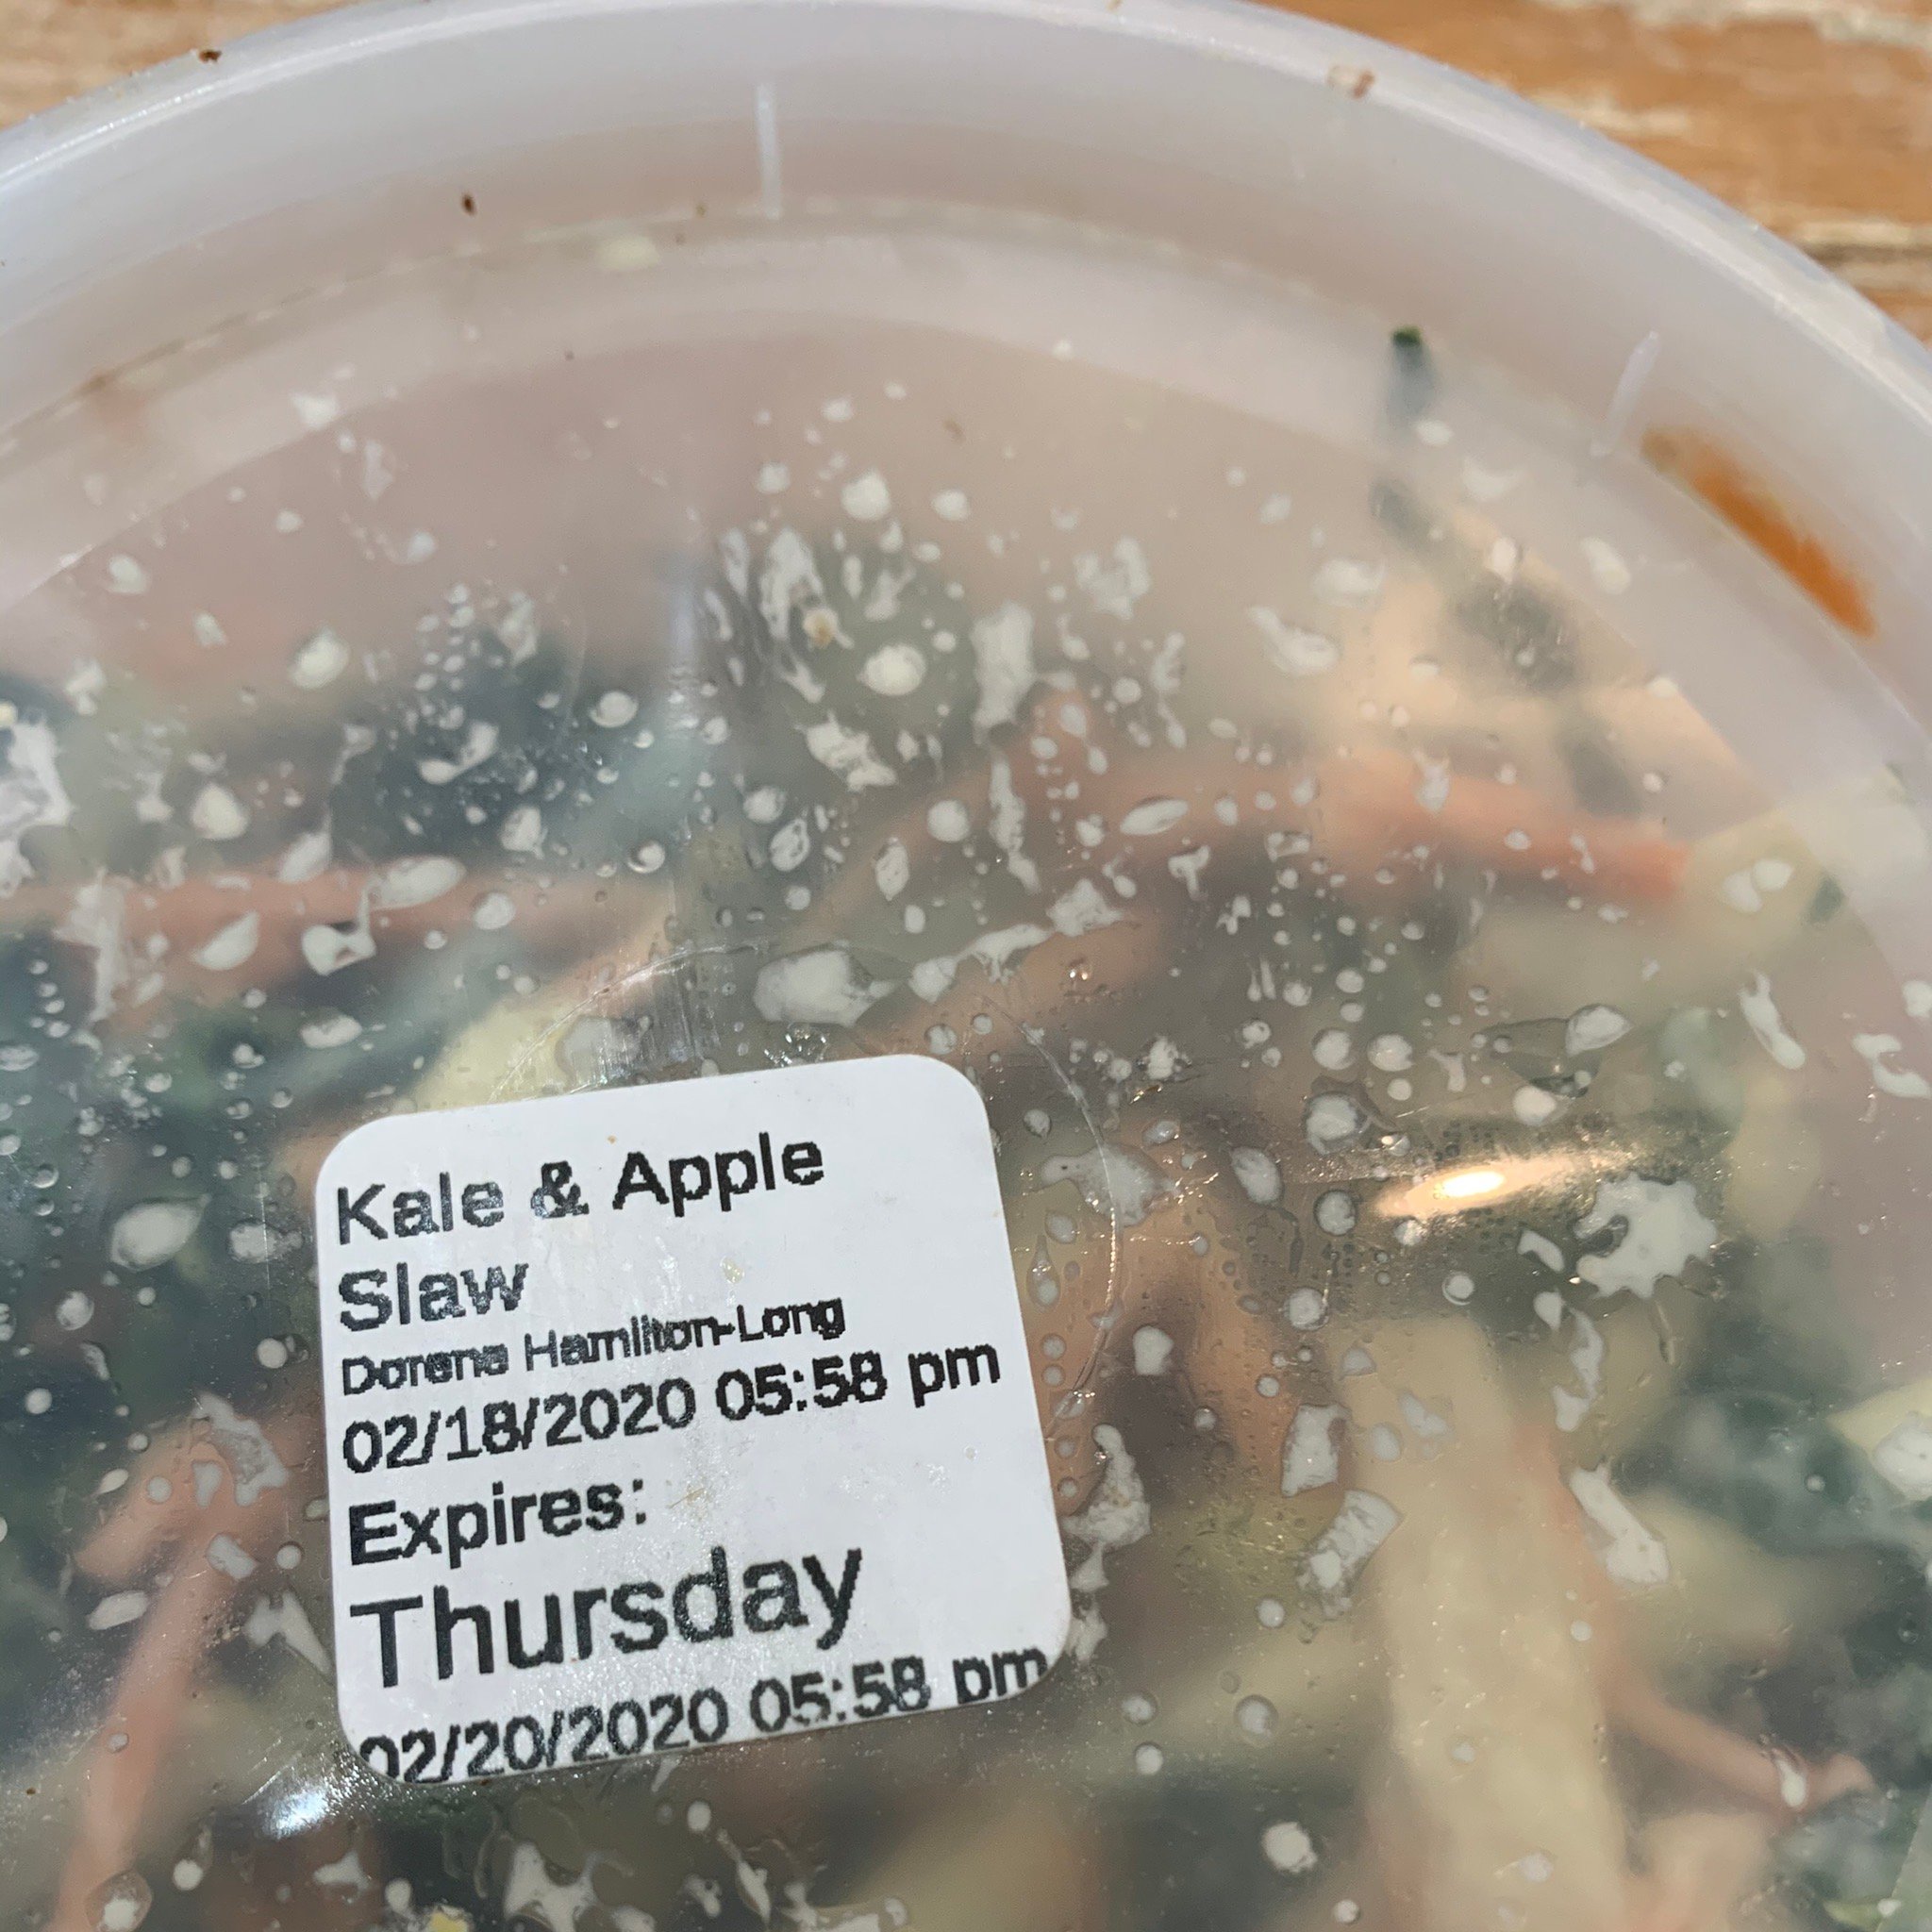 Kale & Apple
Slaw
Dorene Hamilton-Long
02/18/2020 05:58 pm
Expires:
Thursday
02/20/2020 05:58 pm